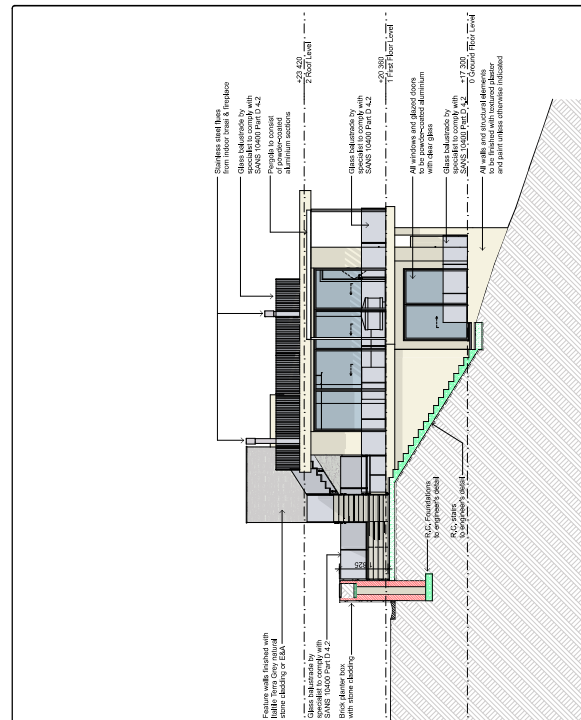 Stainless steel flues
from indoor braai & fireplace
Glass balustrade by
specialist to comply with
SANS 10400 Part D 4.2
Pergola to consist
of powder-coated
aluminium sections
+23 420
2 Roof Level
Glass balustrade by
specialist to comply with
SANS 10400 Part D 4.2
+20 360
1 First Floor Level
All windows and glazed doors
to be powder-coated aluminium
with clear glass
Glass balustrade by
specialist to comply with
SANS 10400 Part D 4.2
+17 300
0 Ground Floor Level
All walls and structural elements
to be finished with textured plaster
and paint unless otherwise indicated
Feature walls finished with
Italtile Terra Grey natural
stone cladding or E&A
Glass balustrade by
specialist to comply with
SANS 10400 Part D 4.2
Brick planter box
with stone cladding
R.C. Foundations
to engineer's detail
R.C. stairs
to engineer's detail